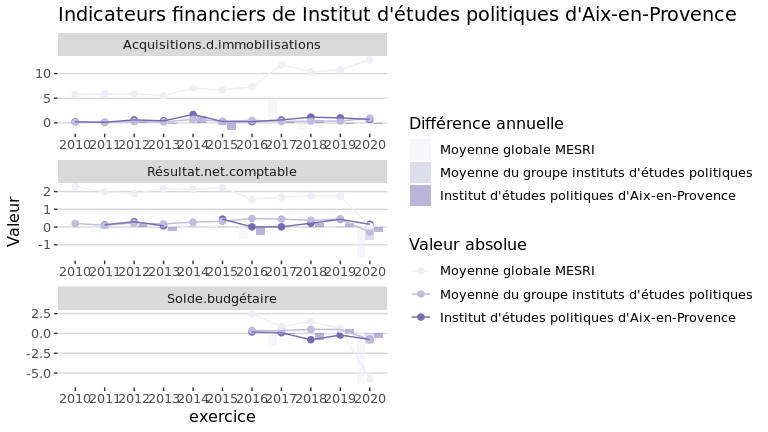 Indicateurs financiers de Institut d'études politiques d'Aix-en-Provence
Acquisitions.d.immobilisations
10
5
0
2010 2011 2012 2013 2014 2015 2016 2017 2018 2019 2020
Résultat.net.comptable
2
1
0
-1
2010 2011 2012 2013 2014 2015 2016 2017 2018 2019 2020
Solde.budgétaire
2.5
0.0
-2.5
-5.0
2010 2011 2012 2013 2014 2015 2016 2017 2018 2019 2020
exercice
Valeur
Différence annuelle
Moyenne globale MESRI
Moyenne du groupe instituts d'études politiques
Institut d'études politiques d'Aix-en-Provence
Valeur absolue
Moyenne globale MESRI
Moyenne du groupe instituts d'études politiques
Institut d'études politiques d'Aix-en-Provence